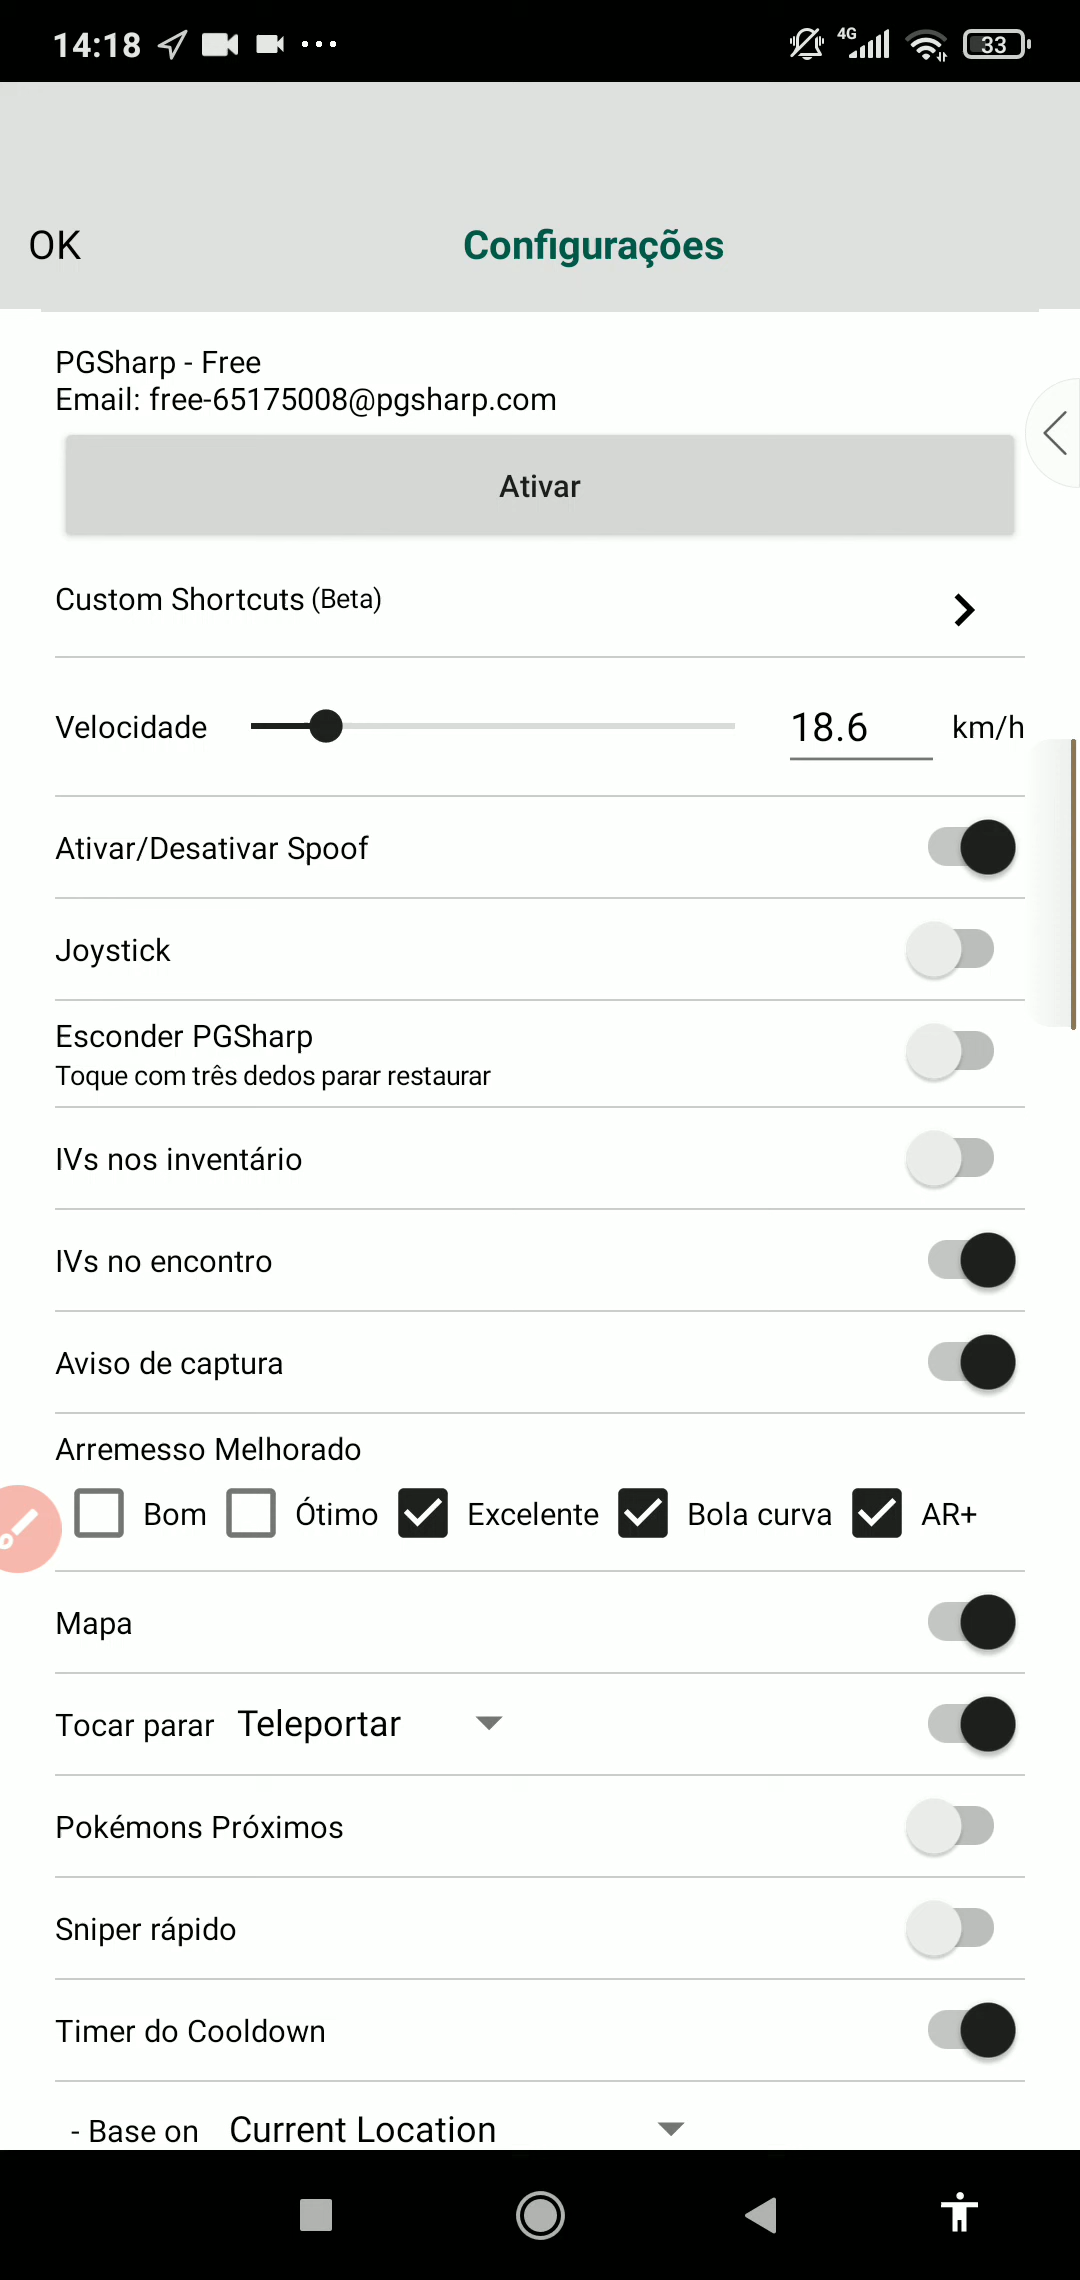 14:18
4G
33
OK
Configurações
PGSharp - Free
Email: free-65175008@pgsharp.com
Ativar
Custom Shortcuts (Beta)
Velocidade 18.6 km/h
Ativar/Desativar Spoof
Joystick
Esconder PGSharp
Toque com três dedos parar restaurar
IVs nos inventário
IVs no encontro
Aviso de captura
Arremesso Melhorado
Bom Ótimo Excelente Bola curva AR+
Mapa
Tocar parar Teleportar
Pokémons Próximos
Sniper rápido
Timer do Cooldown
- Base on Current Location